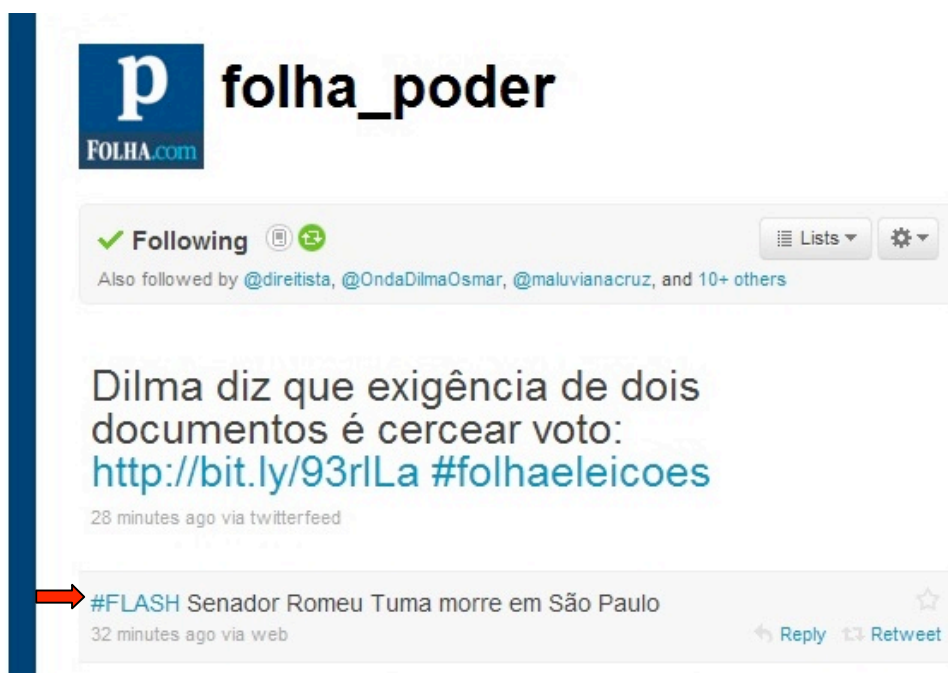 p
FOLHA.com
folha_poder
Following
Lists
Also followed by @direitista, @OndaDilmaOsmar, @maluvianacruz, and 10+ others
Dilma diz que exigência de dois
documentos é cercear voto:
http://bit.ly/93rlLa #folhaeleicoes
28 minutes ago via twitterfeed
#FLASH Senador Romeu Tuma morre em São Paulo
32 minutes ago via web
Reply Retweet